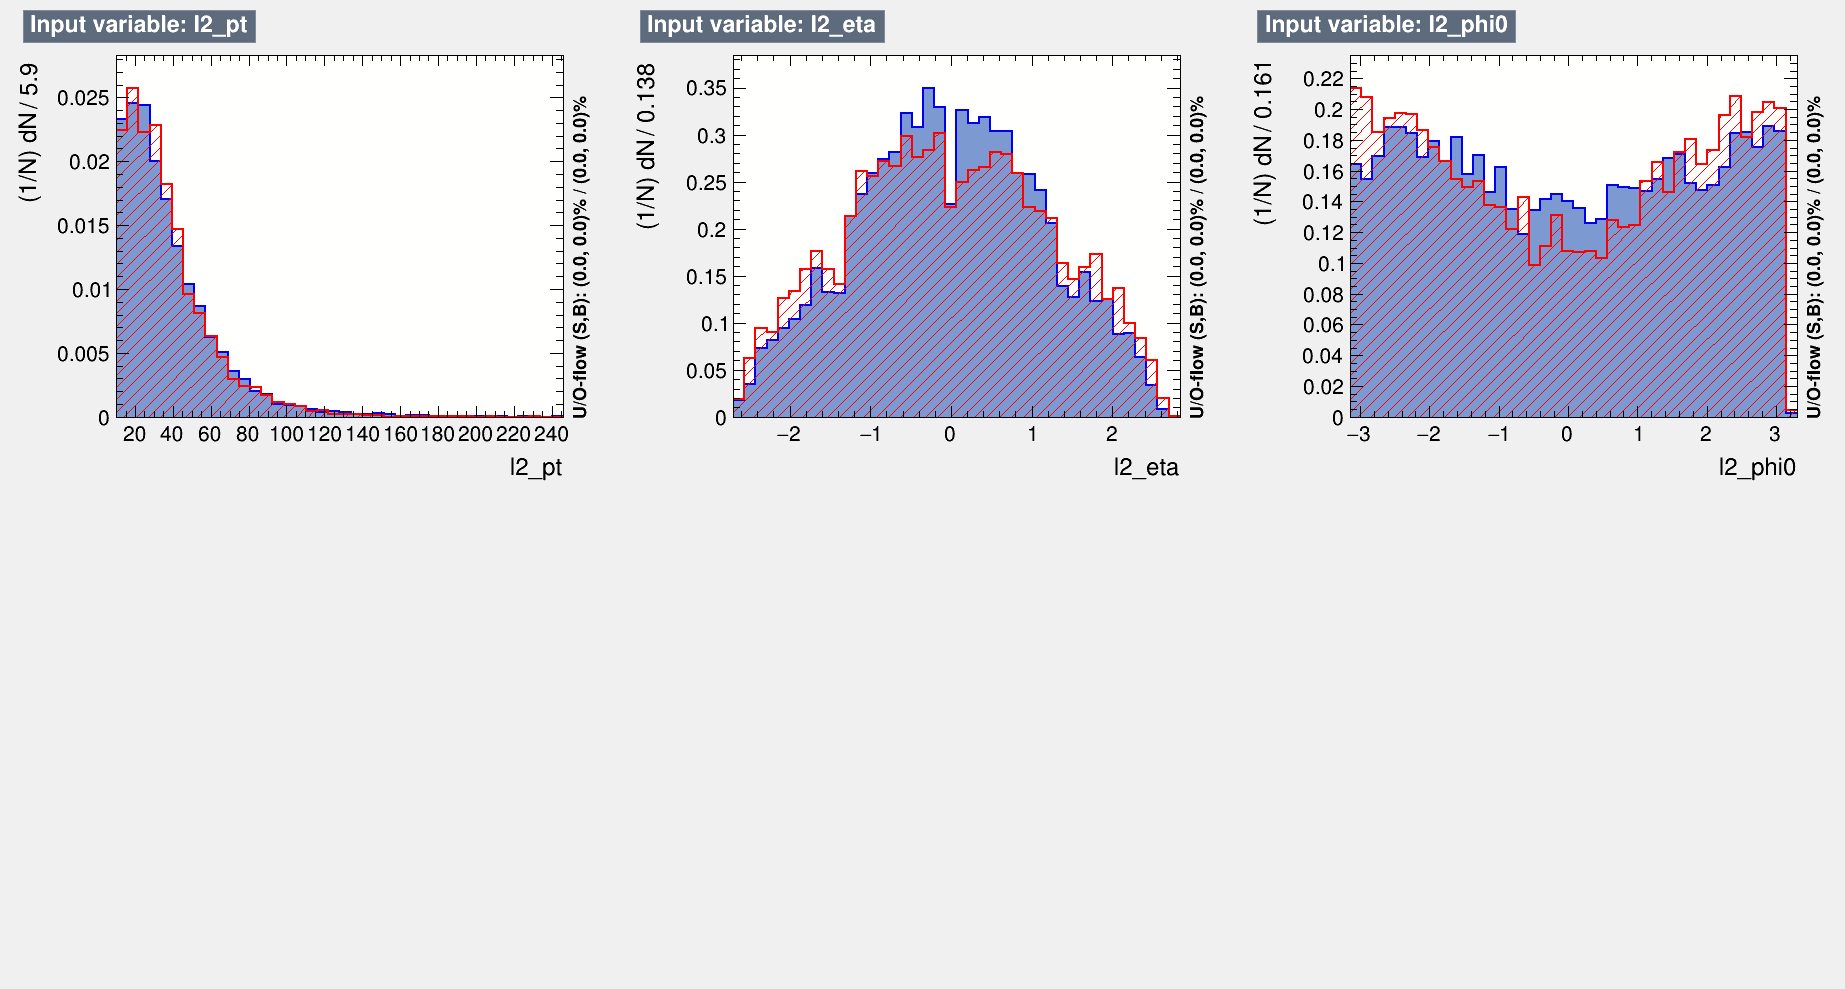 Input variable: l2_pt
(1/N) dN / 5.9
0.025
0.02
0.015
0.01
0.005
0
20 40 60 80 100 120 140 160 180 200 220 240
l2_pt
U/O-flow (S,B): (0.0, 0.0)% / (0.0, 0.0)%
Input variable: l2_eta
(1/N) dN / 0.138
0.35
0.3
0.25
0.2
0.15
0.1
0.05
0
−2 −1 0 1 2
l2_eta
U/O-flow (S,B): (0.0, 0.0)% / (0.0, 0.0)%
Input variable: l2_phi0
(1/N) dN / 0.161
0.22
0.2
0.18
0.16
0.14
0.12
0.1
0.08
0.06
0.04
0.02
0
−3 −2 −1 0 1 2 3
l2_phi0
U/O-flow (S,B): (0.0, 0.0)% / (0.0, 0.0)%